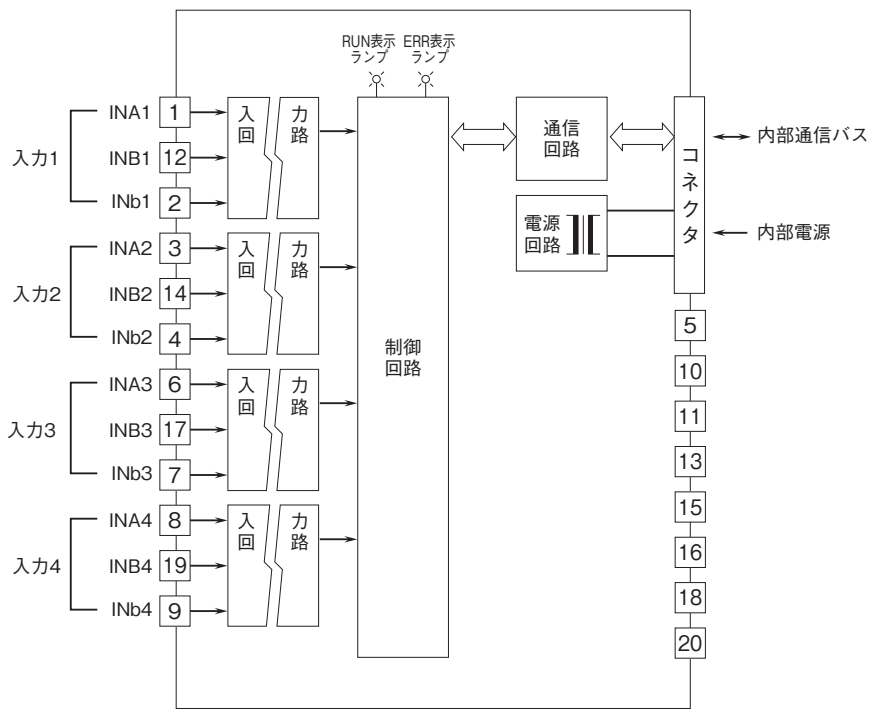 RUN表示
ランプ
ERR表示
ランプ
入力1
INA1
1
INB1
12
INb1
2
入回
力路
入力2
INA2
3
INB2
14
INb2
4
入回
力路
入力3
INA3
6
INB3
17
INb3
7
入回
力路
入力4
INA4
8
INB4
19
INb4
9
入回
力路
制御
回路
通信
回路
電源
回路
コネクタ
内部通信バス
内部電源
5
10
11
13
15
16
18
20